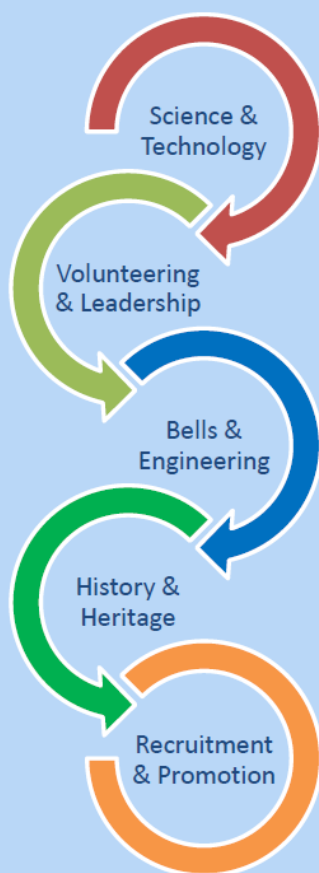 Science &
Technology
Volunteering
& Leadership
Bells &
Engineering
History &
Heritage
Recruitment
& Promotion